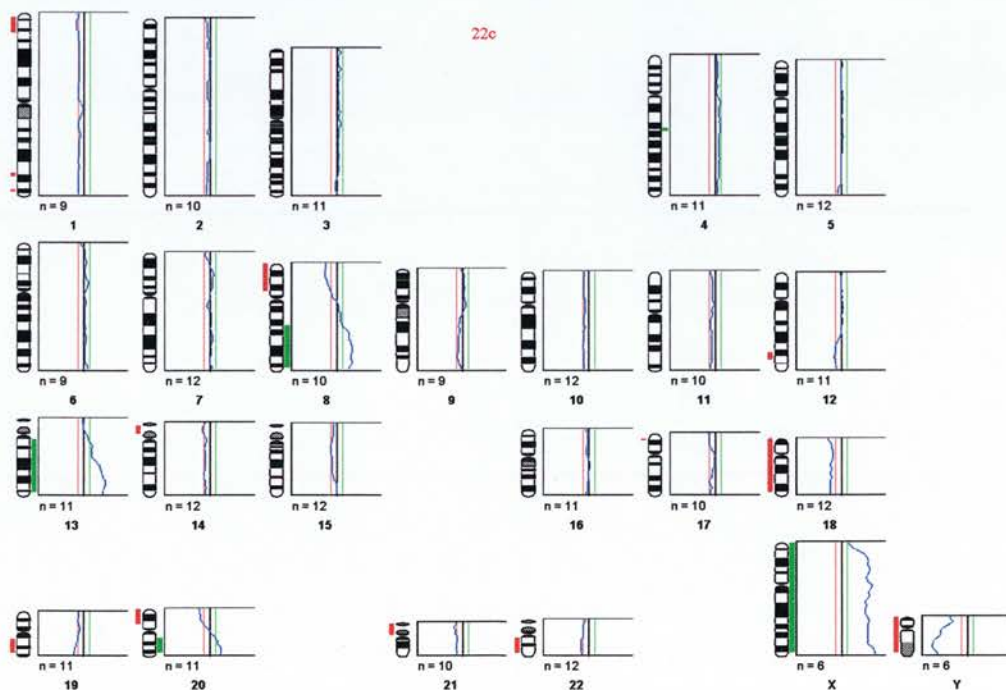 22c
n = 9 n = 10 n = 11 n = 11 n = 12
1 2 3 4 5
n = 9 n = 12 n = 10 n = 9 n = 12 n = 10 n = 11
6 7 8 9 10 11 12
n = 11 n = 12 n = 12 n = 11 n = 10 n = 12
13 14 15 16 17 18
n = 11 n = 11 n = 10 n = 12 n = 6 n = 6
19 20 21 22 X Y